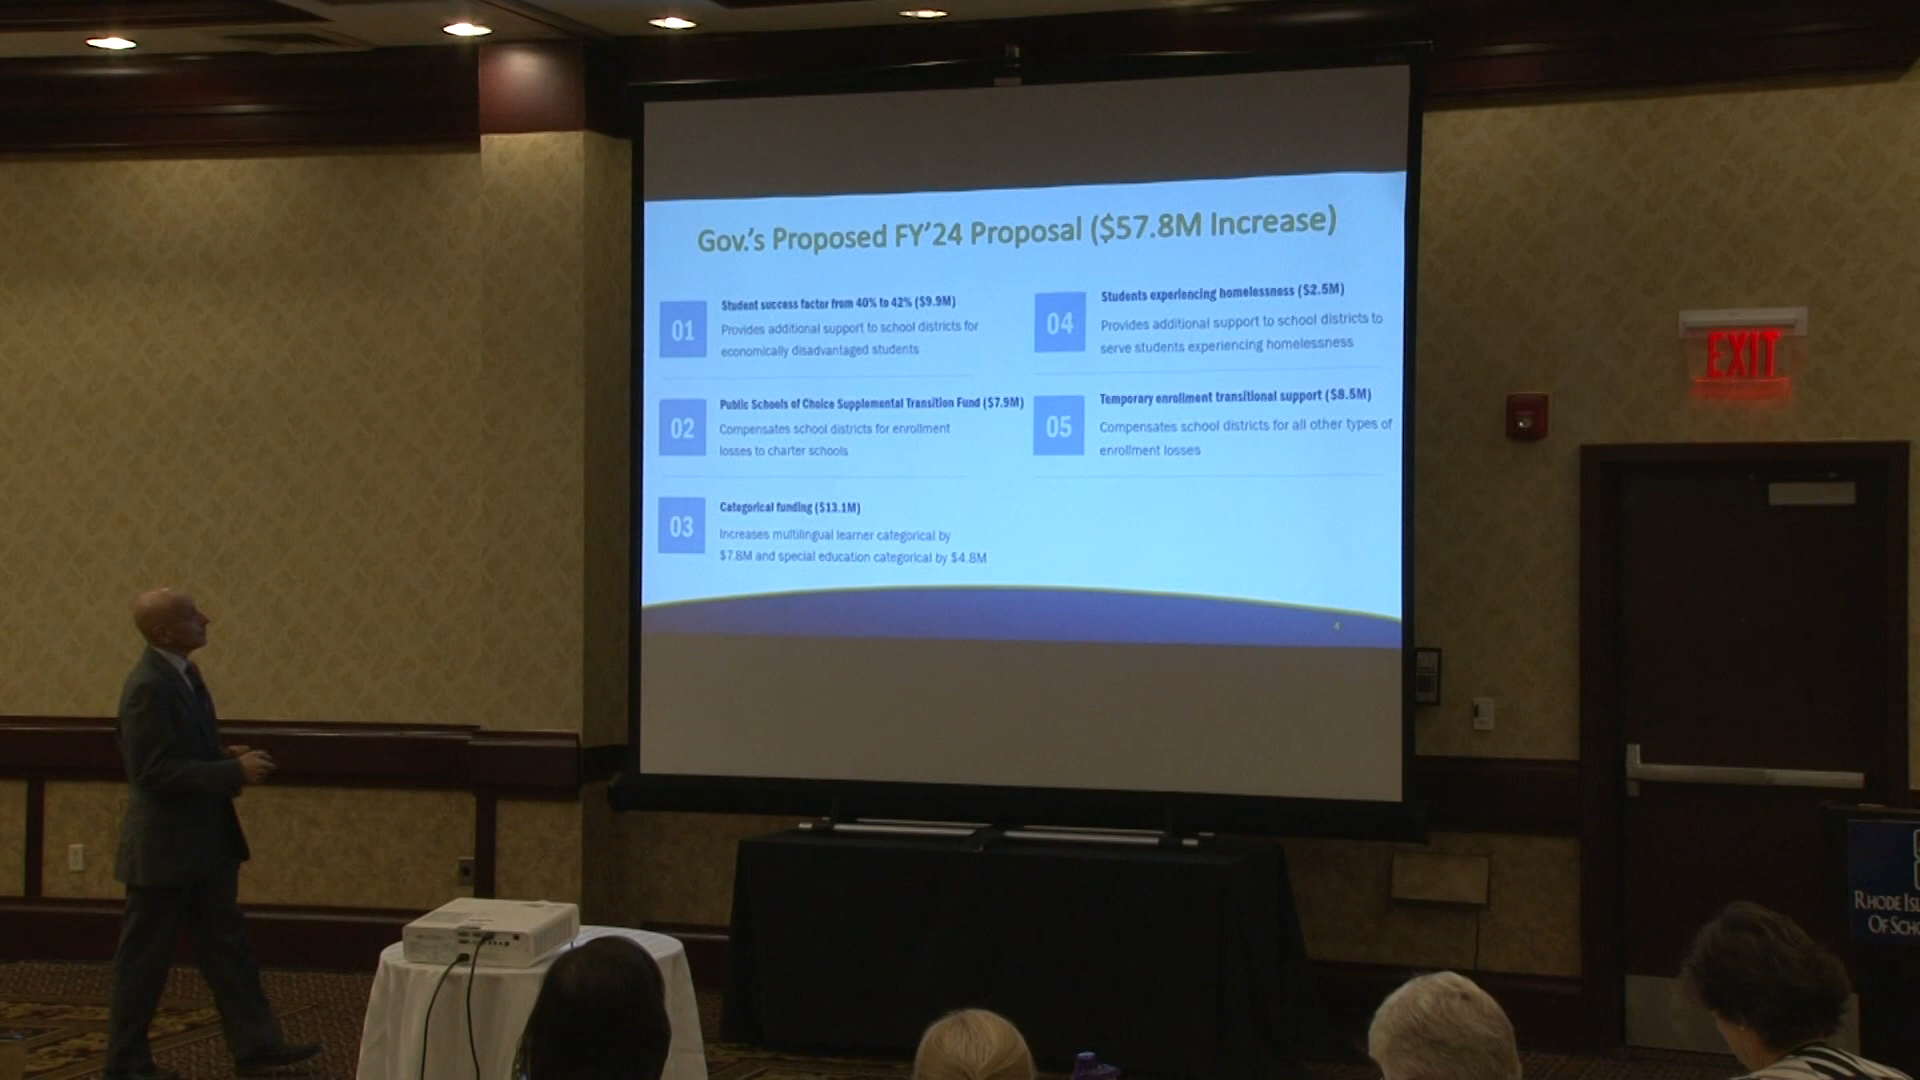 Gov.'s Proposed FY'24 Proposal ($57.8M Increase)
01
Student success factor from 40% to 42% ($9.9M)
Provides additional support to school districts for
economically disadvantaged students
02
Public Schools of Choice Supplemental Transition Fund ($7.9M)
Compensates school districts for enrollment
losses to charter schools
03
Categorical funding ($13.1M)
Increases multilingual learner categorical by
$7.8M and special education categorical by $4.8M
04
Students experiencing homelessness ($2.5M)
Provides additional support to school districts to
serve students experiencing homelessness
05
Temporary enrollment transitional support ($8.5M)
Compensates school districts for all other types of
enrollment losses
4
EXIT
RHODE
OF